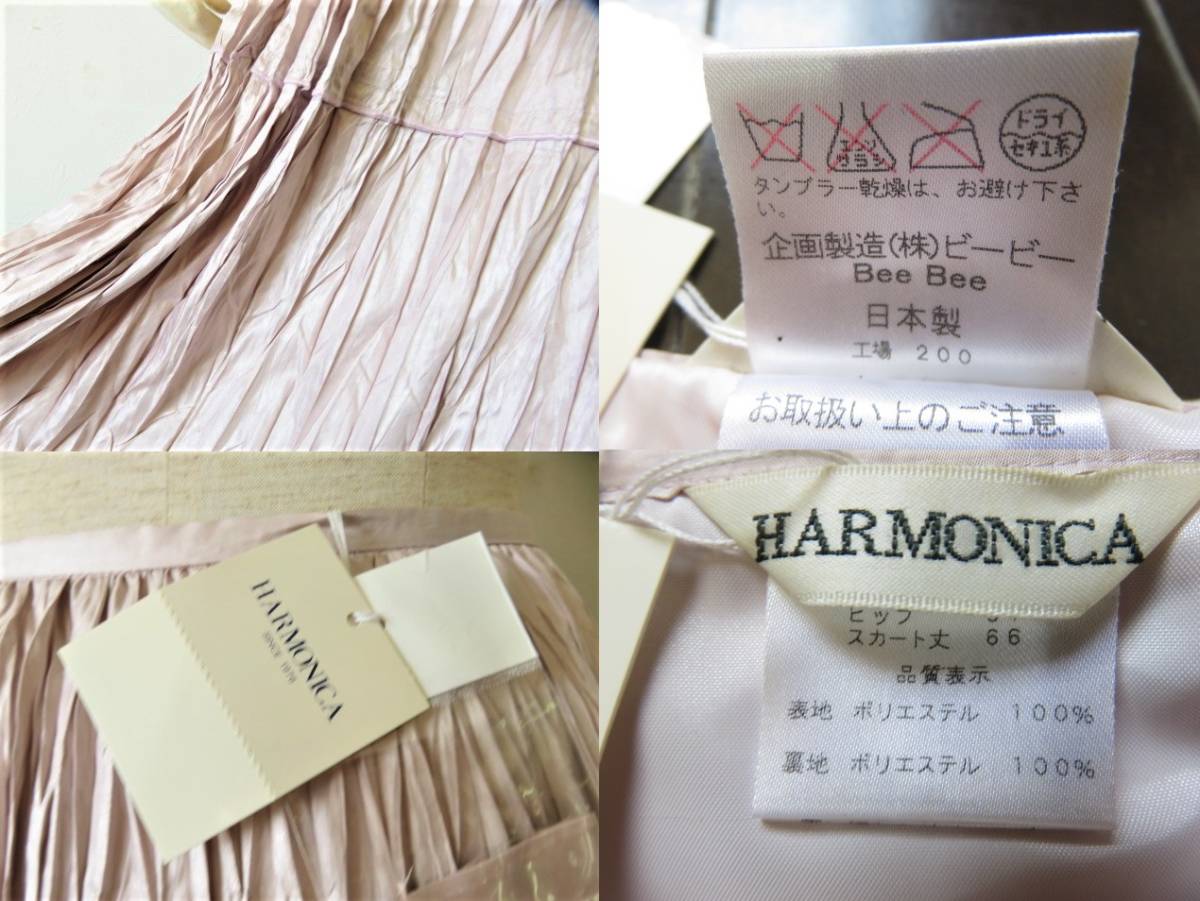 エンソ
サラシ
ドライ
セキユ系
タンブラー乾燥は、お避け下さ
い。
企画製造(株)ビービー
Bee Bee
日本製
工場 200
お取扱い上のご注意
HARMONICA
SINCE 1970
HARMONICA
ヒップ
スカート丈 66
品質表示
表地 ポリエステル 100%
裏地 ポリエステル 100%